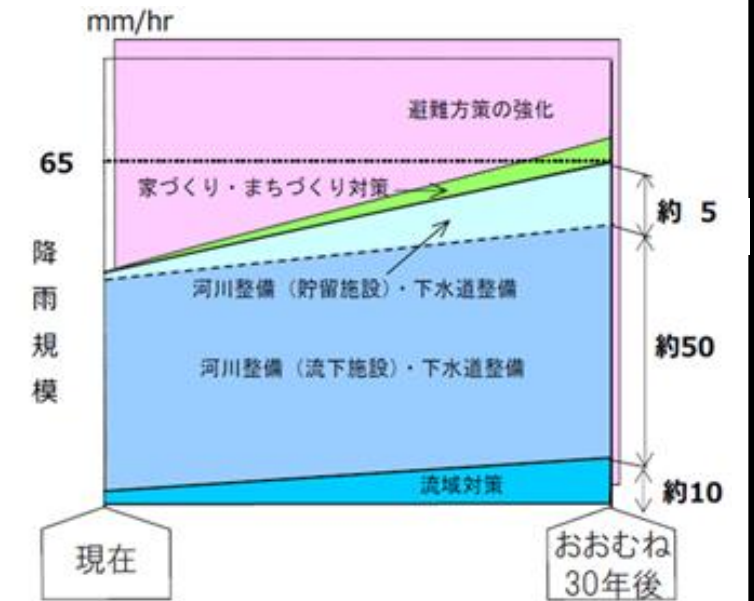 mm/hr
避難方策の強化
65
家づくり・まちづくり対策
約 5
降雨規模
河川整備（貯留施設）・下水道整備
約50
河川整備（流下施設）・下水道整備
流域対策
約10
現在
おおむね
30年後